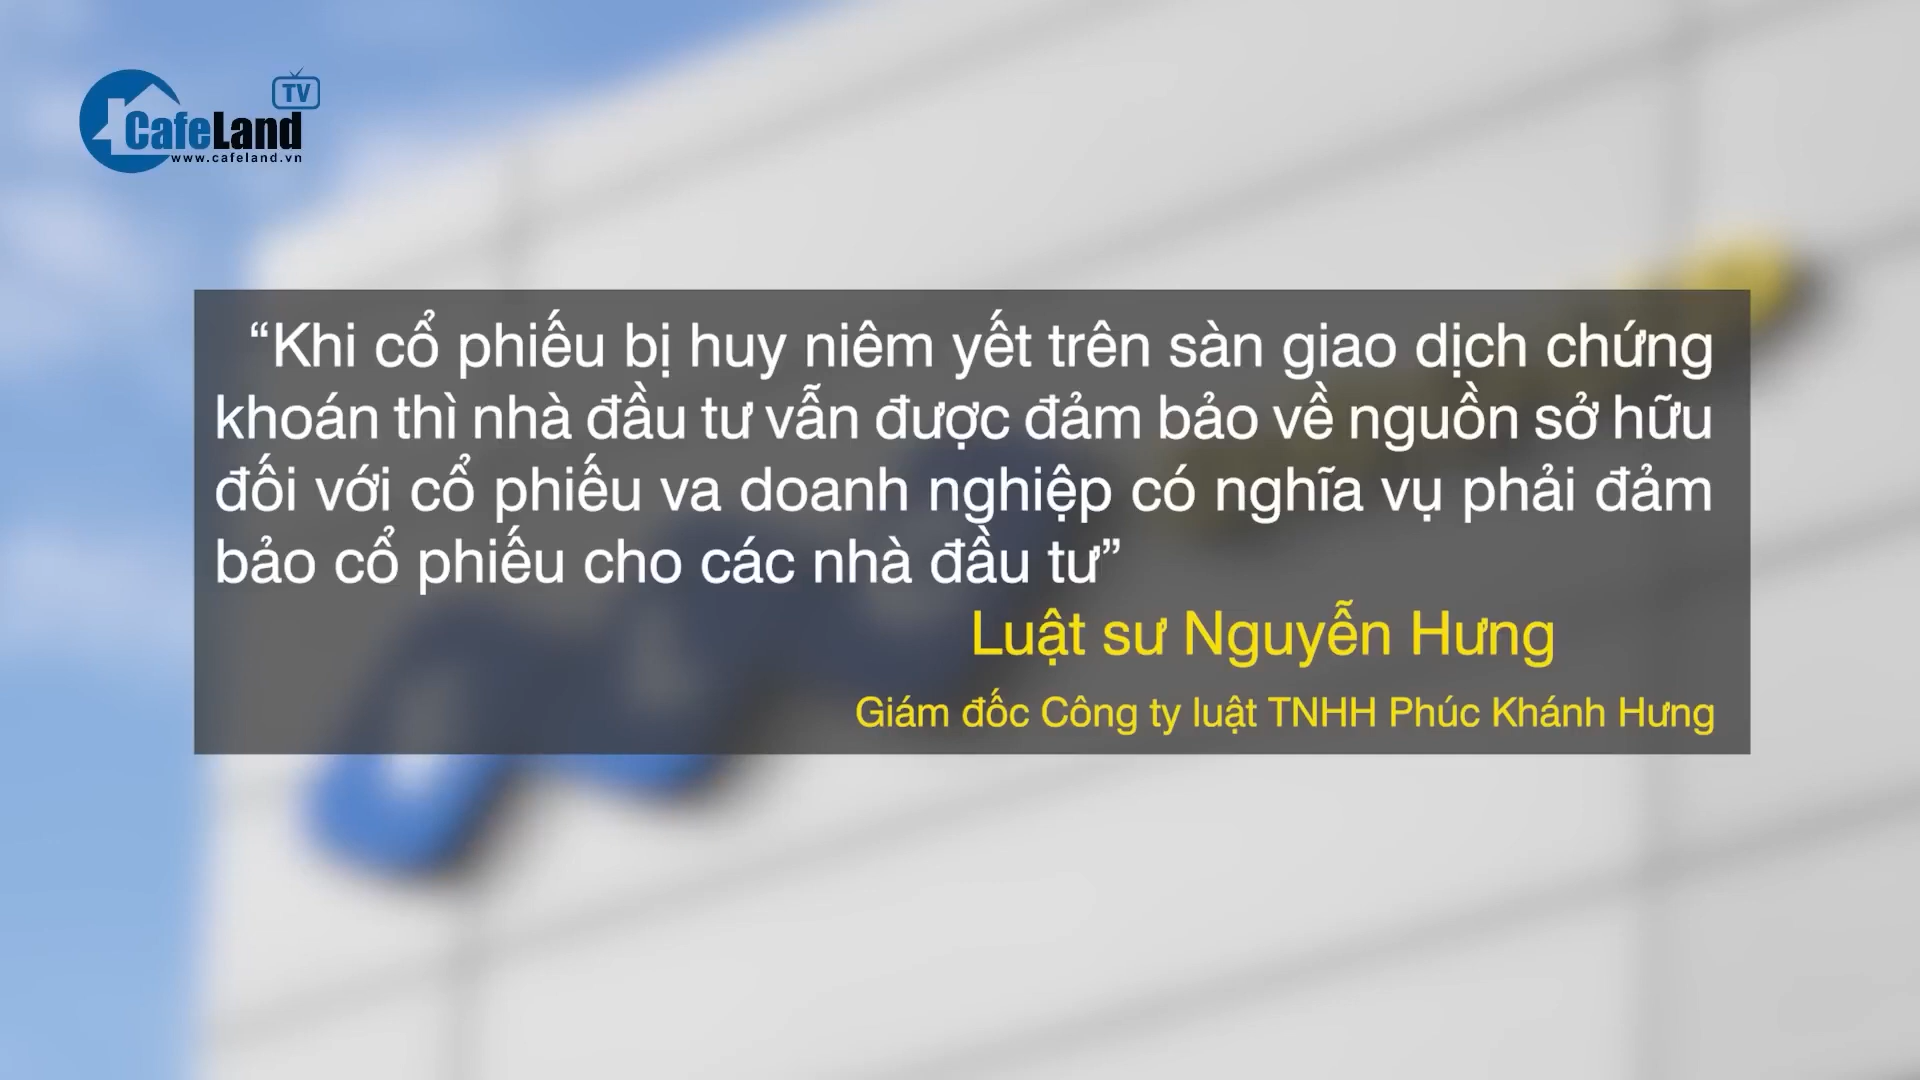 TV
CafeLand
www.cafeland.vn
“Khi cổ phiếu bị huy niêm yết trên sàn giao dịch chứng
khoán thì nhà đầu tư vẫn được đảm bảo về nguồn sở hữu
đối với cổ phiếu va doanh nghiệp có nghĩa vụ phải đảm
bảo cổ phiếu cho các nhà đầu tư”
Luật sư Nguyễn Hưng
Giám đốc Công ty luật TNHH Phúc Khánh Hưng